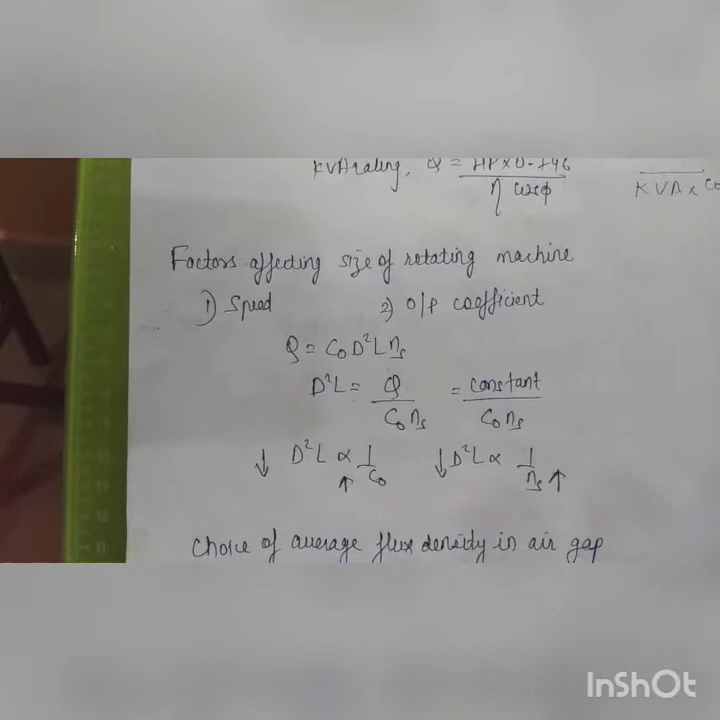 KVA rating, Q = HP x 0.746 / η cosφ
KVA x
Factors affecting size of rotating machine
1) Speed 2) O/P coefficient
Q = C₀D²Lnₛ
D²L = Q / C₀nₛ = constant / C₀nₛ
↓ D²L ∝ 1 / C₀ ↑ ↓ D²L ∝ 1 / nₛ ↑
Choice of average flux density in air gap
InShOt